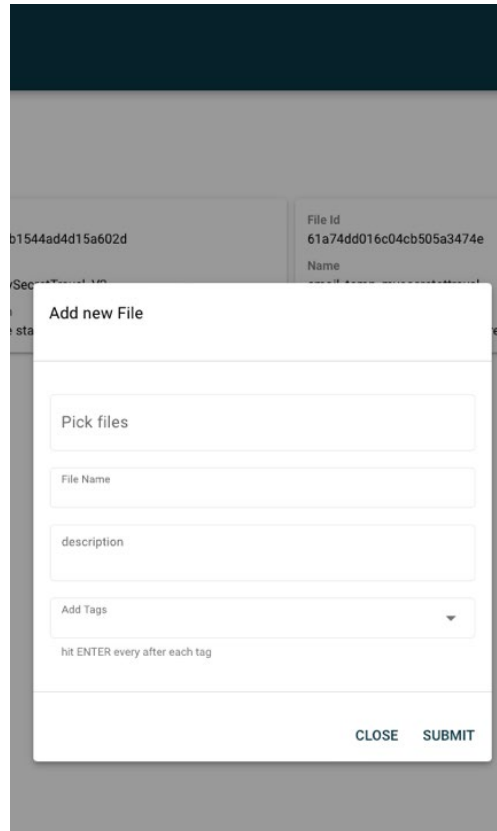 File Id
b1544ad4d15a602d
61a74dd016c04cb505a3474e
Name
Add new File
Pick files
File Name
description
Add Tags
hit ENTER every after each tag
CLOSE SUBMIT